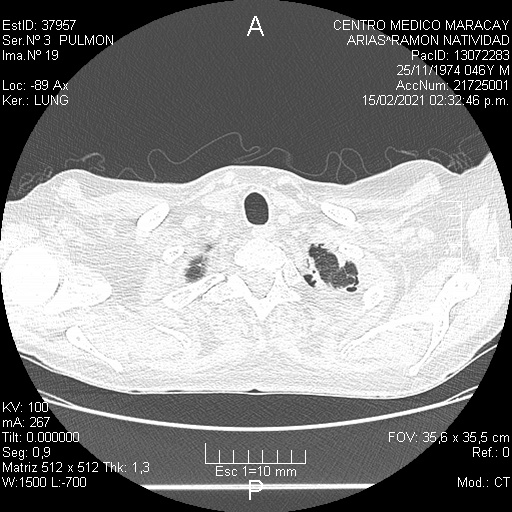 EstID: 37957
Ser.Nº 3 PULMON
Ima.Nº 19
Loc: -89 Ax
Ker.: LUNG
A
CENTRO MEDICO MARACAY
ARIAS^RAMON NATIVIDAD
PacID: 13072283
25/11/1974 046Y M
AccNum: 21725001
15/02/2021 02:32:46 p.m.
KV: 100
mA: 267
Tilt: 0.000000
Seg: 0,9
Matriz 512 x 512 Thk: 1,3
W:1500 L:-700
Esc 1=10 mm
P
FOV: 35,6 x 35,5 cm
Ref.: 0
Mod.: CT